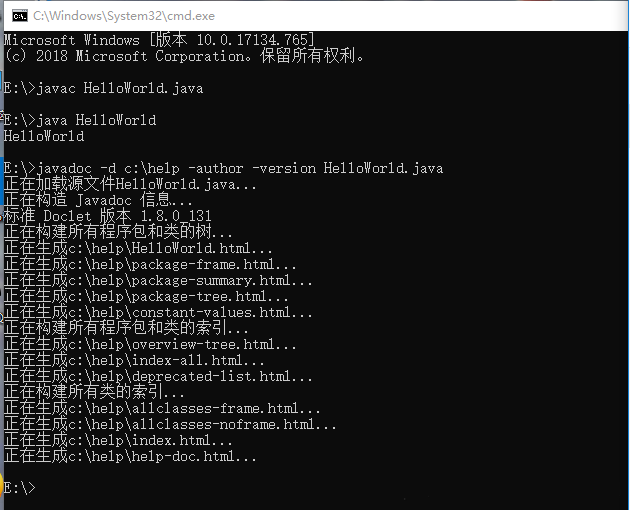 C:\Windows\System32\cmd.exe
Microsoft Windows [版本 10.0.17134.765]
(c) 2018 Microsoft Corporation。保留所有权利。
E:\>javac HelloWorld.java
E:\>java HelloWorld
HelloWorld
E:\>javadoc -d c:\help -author -version HelloWorld.java
正在加载源文件HelloWorld.java...
正在构造 Javadoc 信息...
标准 Doclet 版本 1.8.0_131
正在构建所有程序包和类的树...
正在生成c:\help\HelloWorld.html...
正在生成c:\help\package-frame.html...
正在生成c:\help\package-summary.html...
正在生成c:\help\package-tree.html...
正在生成c:\help\constant-values.html...
正在构建所有程序包和类的索引...
正在生成c:\help\overview-tree.html...
正在生成c:\help\index-all.html...
正在生成c:\help\deprecated-list.html...
正在构建所有类的索引...
正在生成c:\help\allclasses-frame.html...
正在生成c:\help\allclasses-noframe.html...
正在生成c:\help\index.html...
正在生成c:\help\help-doc.html...
E:\>